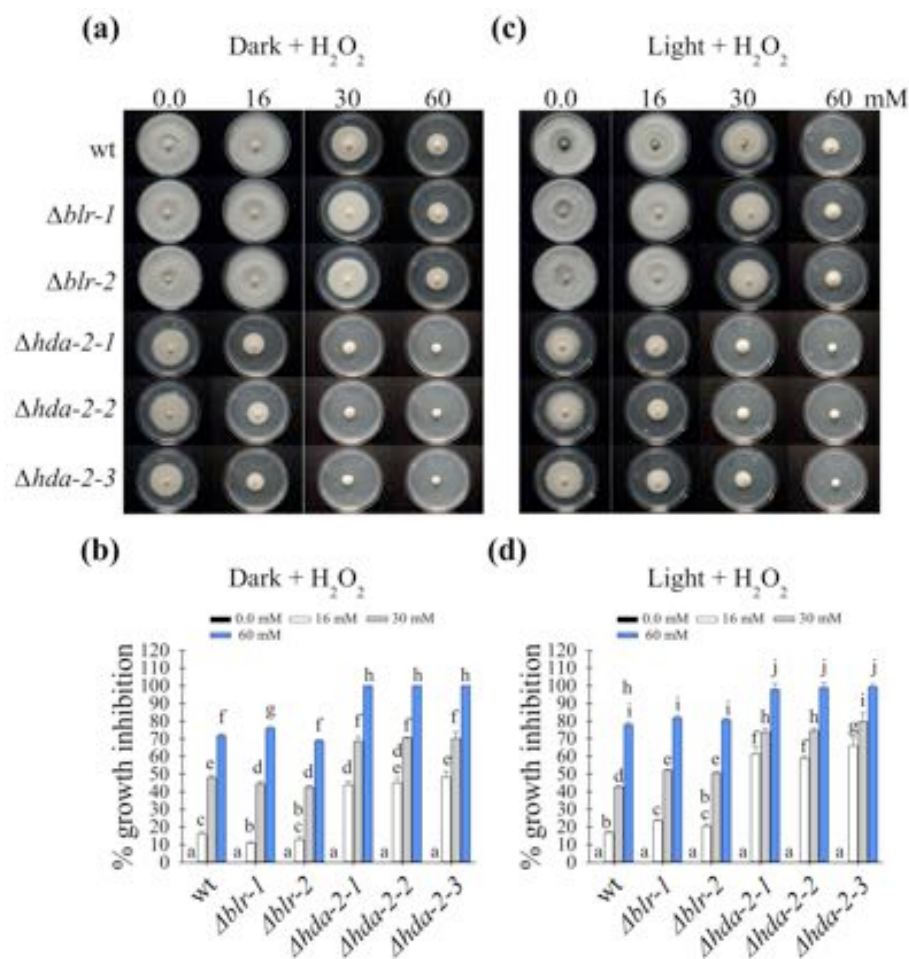 (a)
Dark + H₂O₂
0.0 16 30 60
wt
Δblr-1
Δblr-2
Δhda-2-1
Δhda-2-2
Δhda-2-3
(c)
Light + H₂O₂
0.0 16 30 60 mM
(b)
Dark + H₂O₂
0.0 mM 16 mM 30 mM
60 mM
% growth inhibition
120
110
100
90
80
70
60
50
40
30
20
10
0
a c e f
a b d g
a b c d f
a d f h
a d e f h
a e f h
wt Δblr-1 Δblr-2 Δhda-2-1 Δhda-2-2 Δhda-2-3
(d)
Light + H₂O₂
0.0 mM 16 mM 30 mM
60 mM
% growth inhibition
120
110
100
90
80
70
60
50
40
30
20
10
0
a b d h i
a c e i
a b c e i
a f h j
a f h j
a g i j
wt Δblr-1 Δblr-2 Δhda-2-1 Δhda-2-2 Δhda-2-3